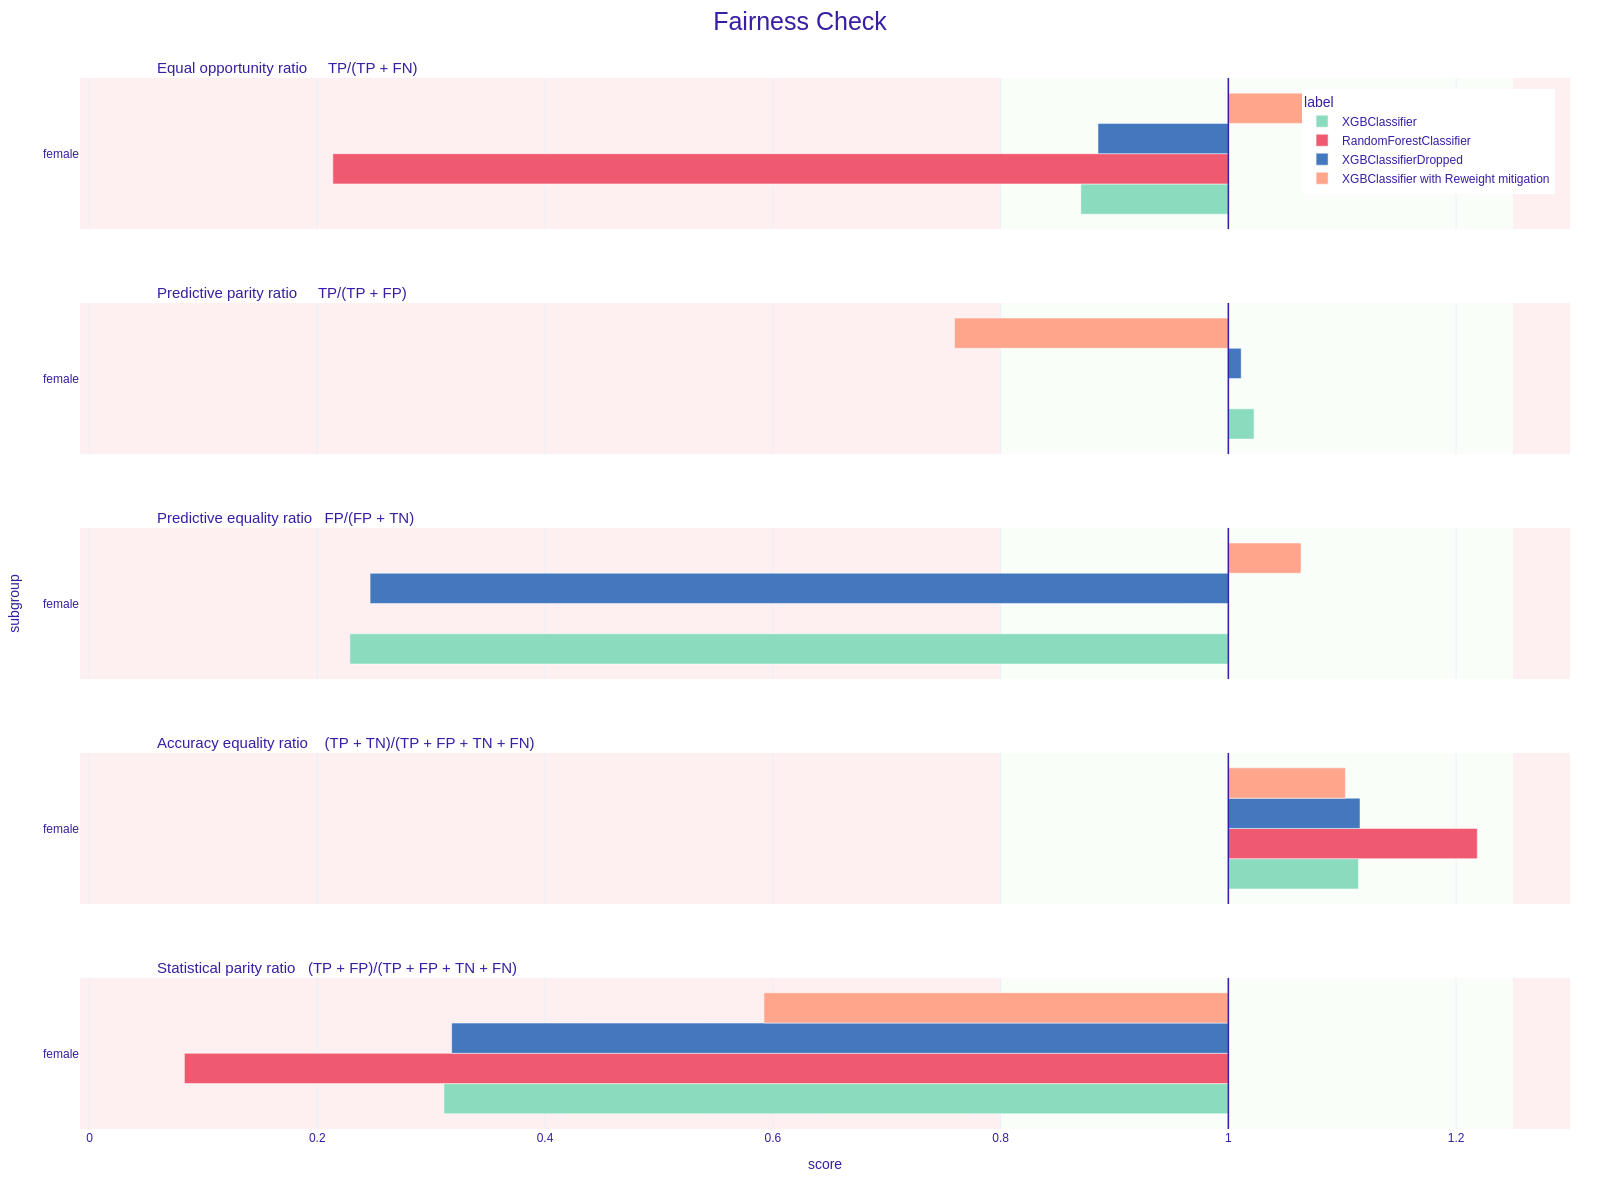 Fairness Check
Equal opportunity ratio TP/(TP + FN)
female
label
XGBClassifier
RandomForestClassifier
XGBClassifierDropped
XGBClassifier with Reweight mitigation
Predictive parity ratio TP/(TP + FP)
female
Predictive equality ratio FP/(FP + TN)
female
subgroup
Accuracy equality ratio (TP + TN)/(TP + FP + TN + FN)
female
Statistical parity ratio (TP + FP)/(TP + FP + TN + FN)
female
0 0.2 0.4 0.6 0.8 1 1.2
score